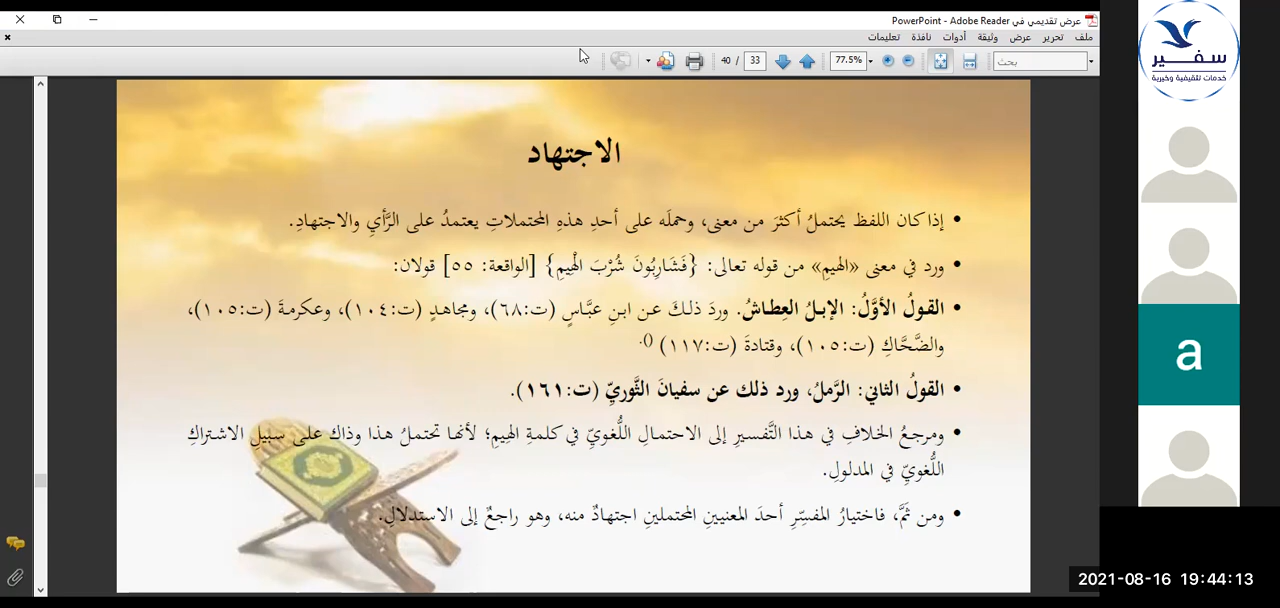 عرض تقديمي في PowerPoint - Adobe Reader
ملف تحرير عرض وثيقة أدوات نافذة تعليمات
40 / 33 77.5% بحث
سفير
خدمات تثقيفية وخيرية
الاجتهاد
• إذا كان اللفظ يحتملُ أكثرَ من معنى، وحملَه على أحدِ هذهِ المحتملاتِ يعتمدُ على الرَّأيِ والاجتهادِ.
• ورد في معنى «الهيمِ» من قوله تعالى: {فَشَارِبُونَ شُرْبَ الْهِيمِ} [الواقعة: ٥٥] قولان:
• القولُ الأوَّلُ: الإبلُ العِطاشُ. وردَ ذلكَ عن ابنِ عبَّاسٍ (ت:٦٨)، ومجاهدٍ (ت:١٠٤)، وعكرمةَ (ت:١٠٥)،
والضَّحَّاكِ (ت:١٠٥)، وقتادةَ (ت:١١٧) ().
• القولُ الثاني: الرَّملُ، ورد ذلك عن سفيانَ الثَّوريِّ (ت:١٦١).
• ومرجعُ الخلافِ في هذا التَّفسيرِ إلى الاحتمالِ اللُّغويِّ في كلمةِ الهيمِ؛ لأنها تحتملُ هذا وذاك على سبيلِ الاشتراكِ
اللُّغويِّ في المدلولِ.
• ومن ثَمَّ، فاختيارُ المفسِّرِ أحدَ المعنيينِ المحتملينِ اجتهادٌ منه، وهو راجعٌ إلى الاستدلالِ.
a
2021-08-16 19:44:13